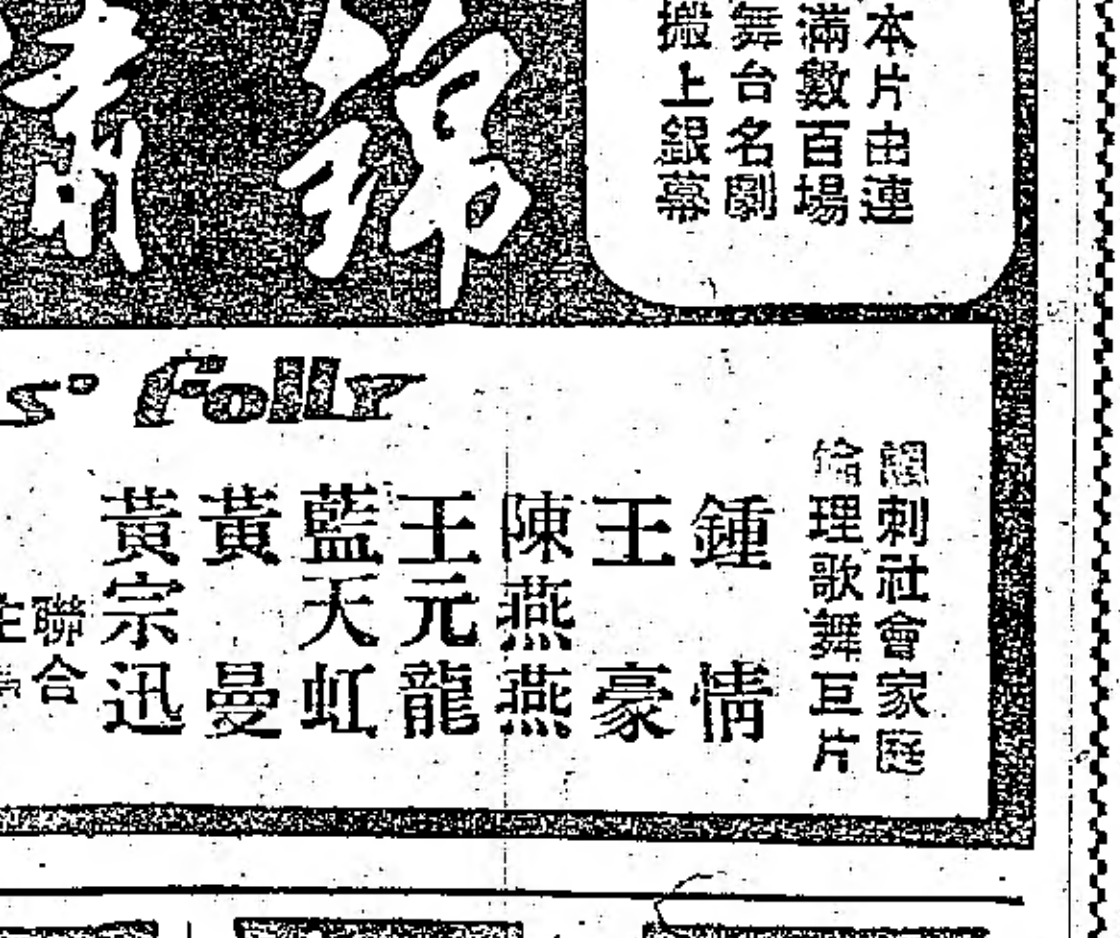 本片由連
滿數百場
舞台名劇
搬上銀幕
錦
s' Folly
諷刺社會家庭
倫理歌舞巨片
鍾情
王豪
陳燕燕
王元龍
藍天虹
黃曼
黃宗迅
聯合